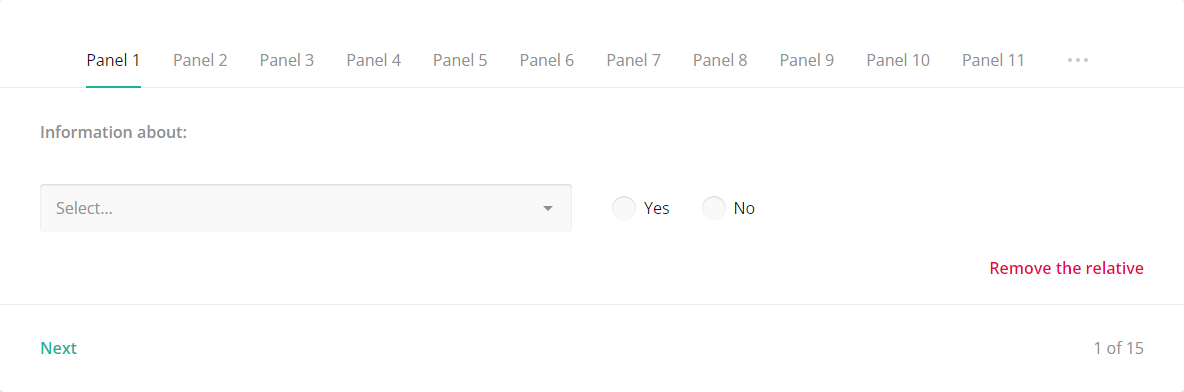 Panel 1 Panel 2 Panel 3 Panel 4 Panel 5 Panel 6 Panel 7 Panel 8 Panel 9 Panel 10 Panel 11 ...
Information about:
Select... Yes No
Remove the relative
Next 1 of 15